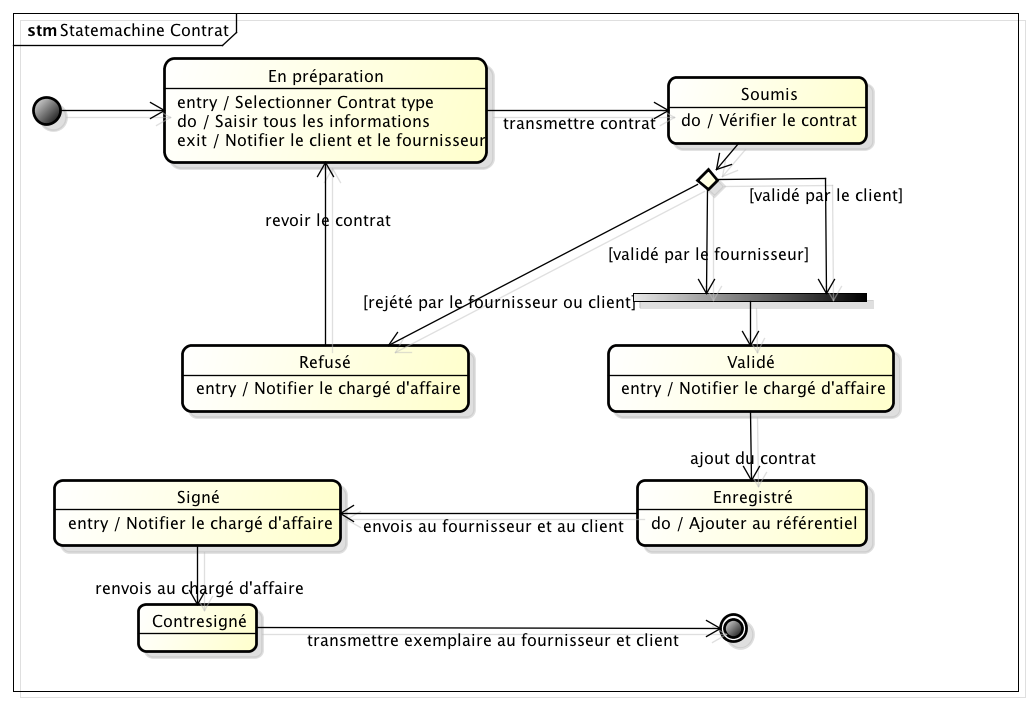 stm Statemachine Contrat
En préparation
entry / Selectionner Contrat type
do / Saisir tous les informations
exit / Notifier le client et le fournisseur
transmettre contrat
Soumis
do / Vérifier le contrat
[validé par le client]
revoir le contrat
[validé par le fournisseur]
[rejété par le fournisseur ou client]
Refusé
entry / Notifier le chargé d'affaire
Validé
entry / Notifier le chargé d'affaire
ajout du contrat
Signé
entry / Notifier le chargé d'affaire
envois au fournisseur et au client
Enregistré
do / Ajouter au référentiel
renvois au chargé d'affaire
Contresigné
transmettre exemplaire au fournisseur et client